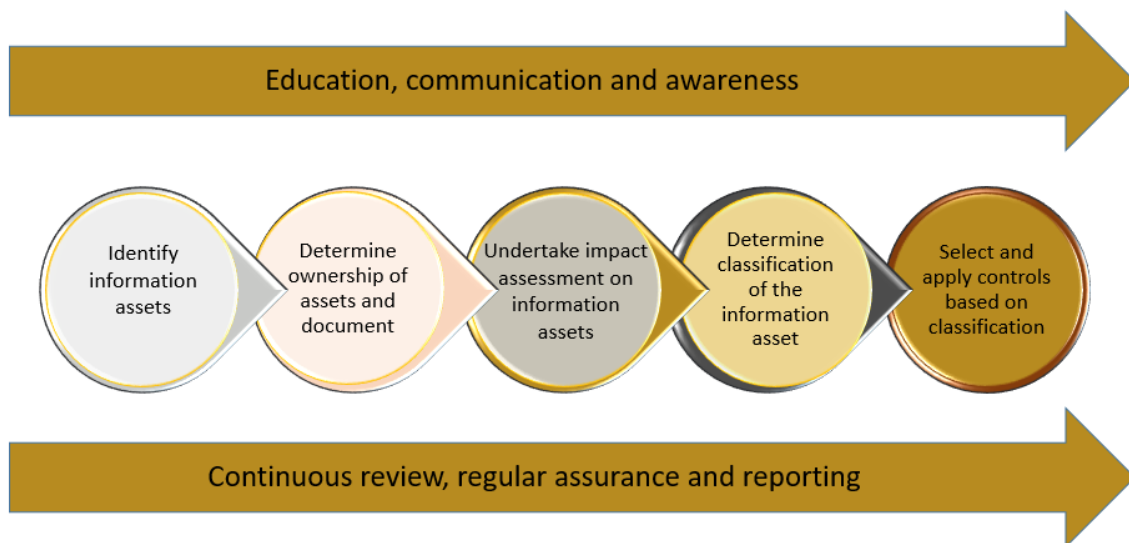 Education, communication and awareness
Identify
information
assets
Determine
ownership of
assets and
document
Undertake impact
assessment on
information
assets
Determine
classification
of the
information
asset
Select and
apply controls
based on
classification
Continuous review, regular assurance and reporting